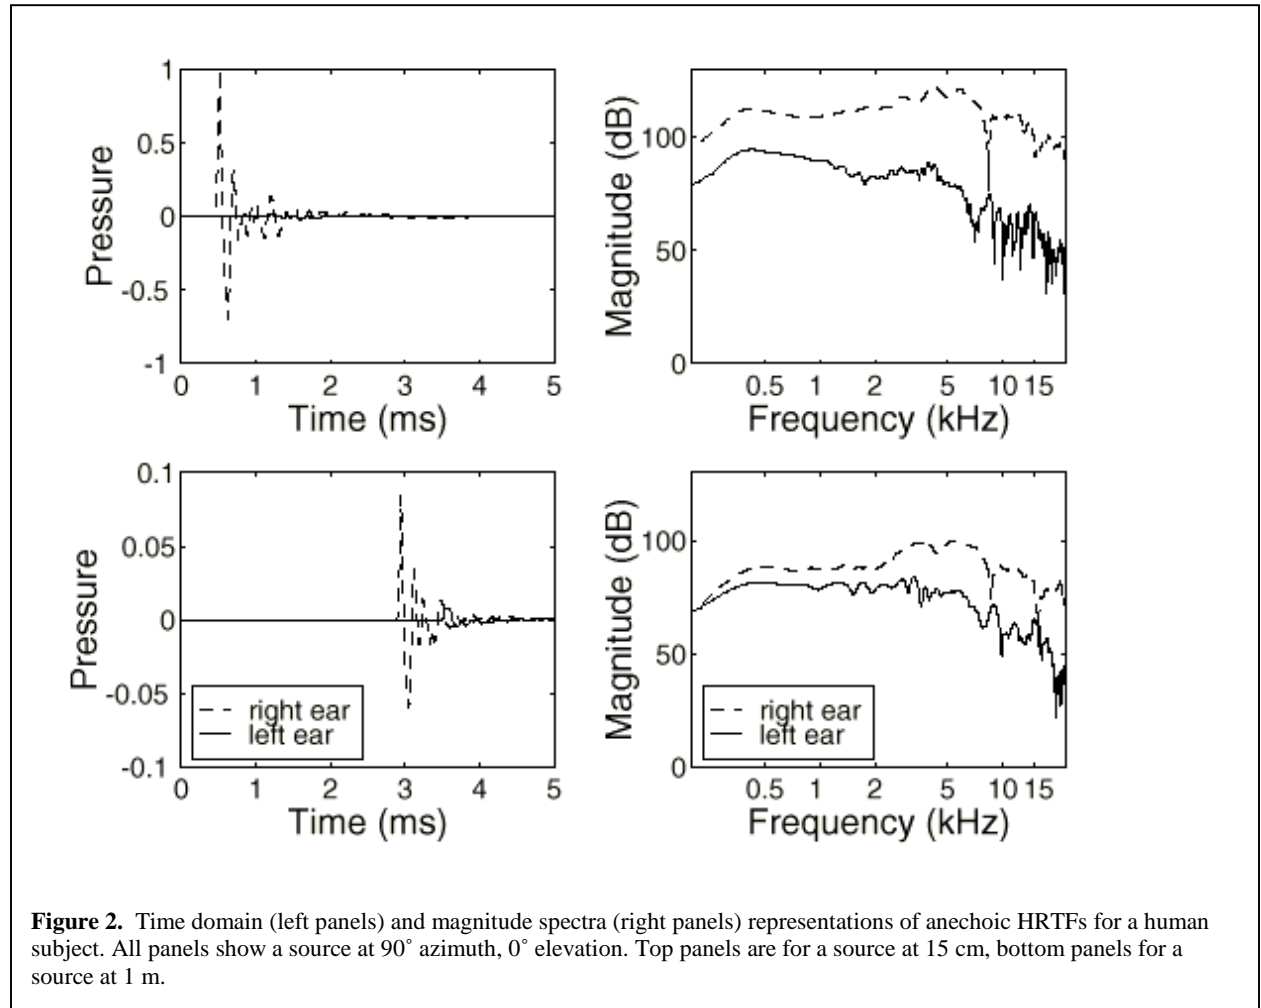 1
0.5
0
-0.5
-1
Pressure
0 1 2 3 4 5
Time (ms)
100
50
0
Magnitude (dB)
0.5 1 2 5 10 15
Frequency (kHz)
0.1
0.05
0
-0.05
-0.1
Pressure
right ear
left ear
0 1 2 3 4 5
Time (ms)
100
50
0
Magnitude (dB)
right ear
left ear
0.5 1 2 5 10 15
Frequency (kHz)
Figure 2. Time domain (left panels) and magnitude spectra (right panels) representations of anechoic HRTFs for a human
subject. All panels show a source at 90˚ azimuth, 0˚ elevation. Top panels are for a source at 15 cm, bottom panels for a
source at 1 m.